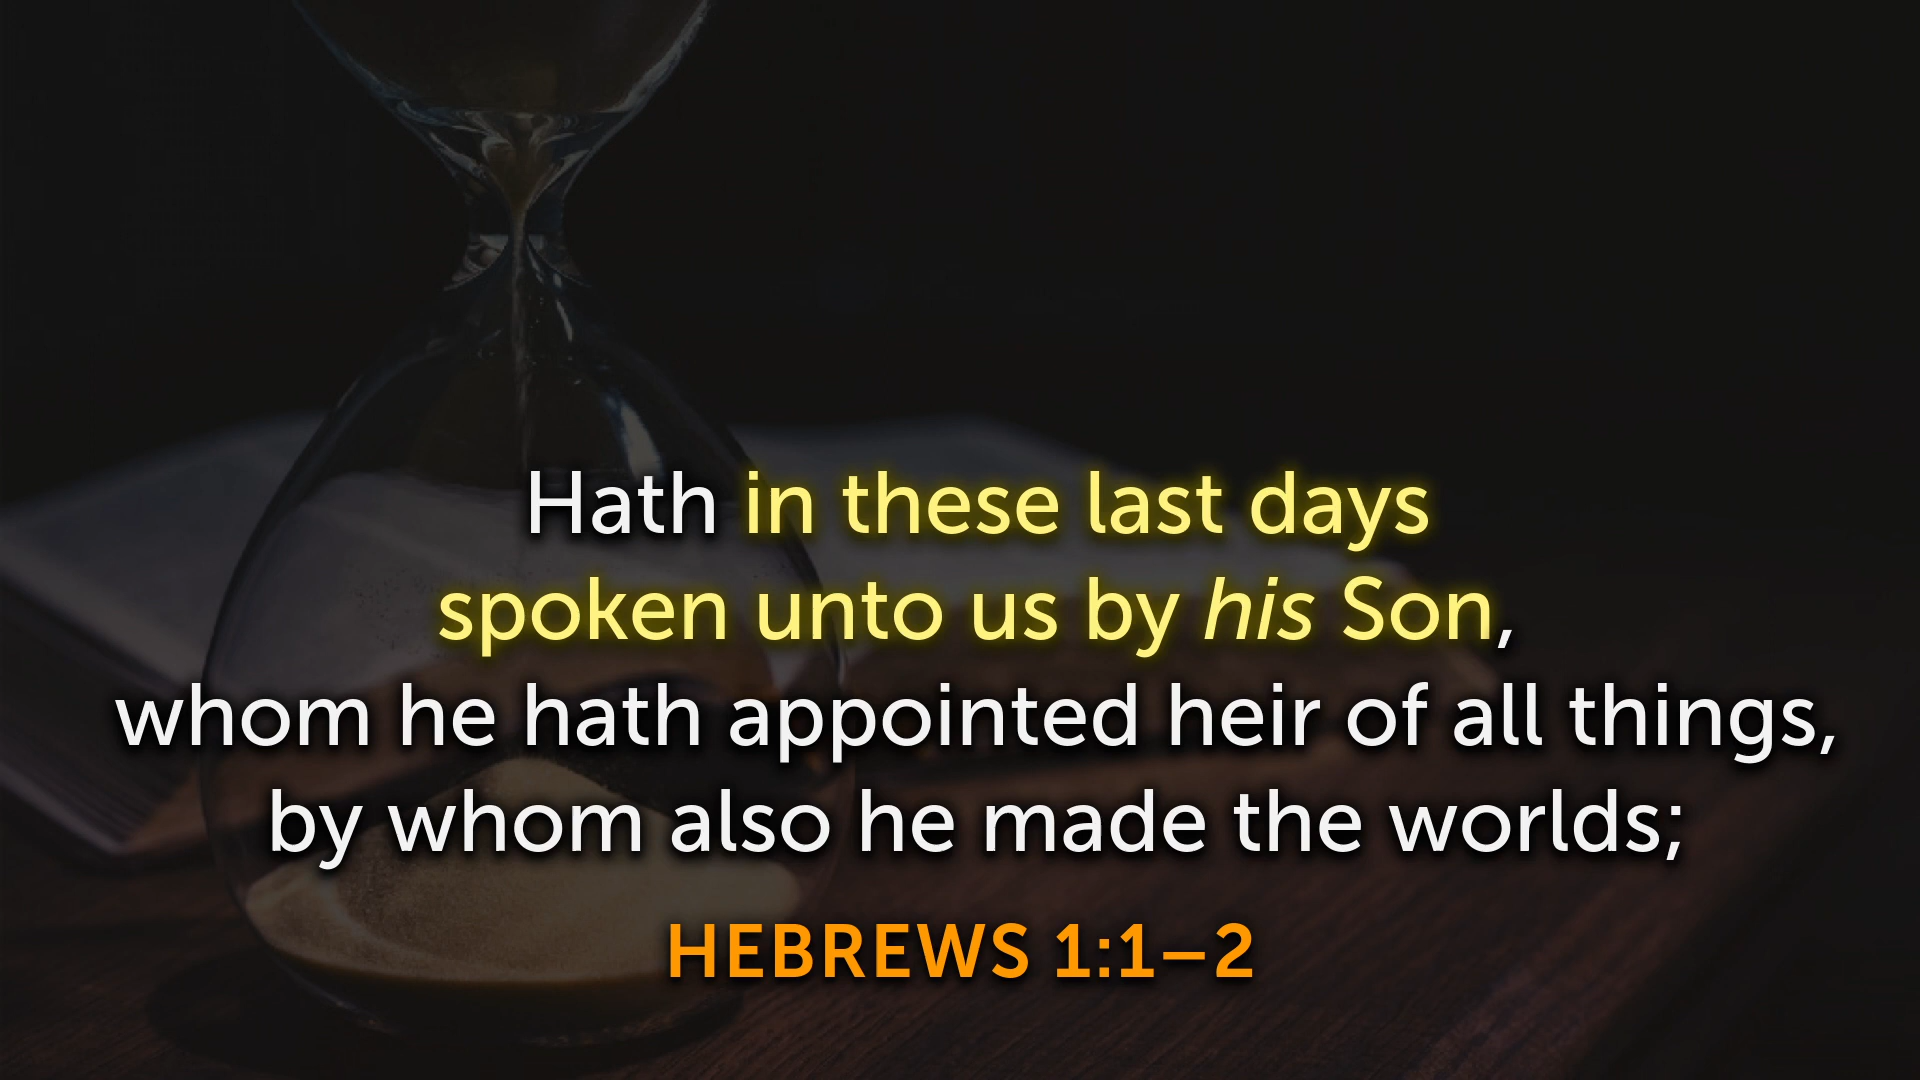 Hath in these last days
spoken unto us by his Son,
whom he hath appointed heir of all things,
by whom also he made the worlds;
HEBREWS 1:1–2